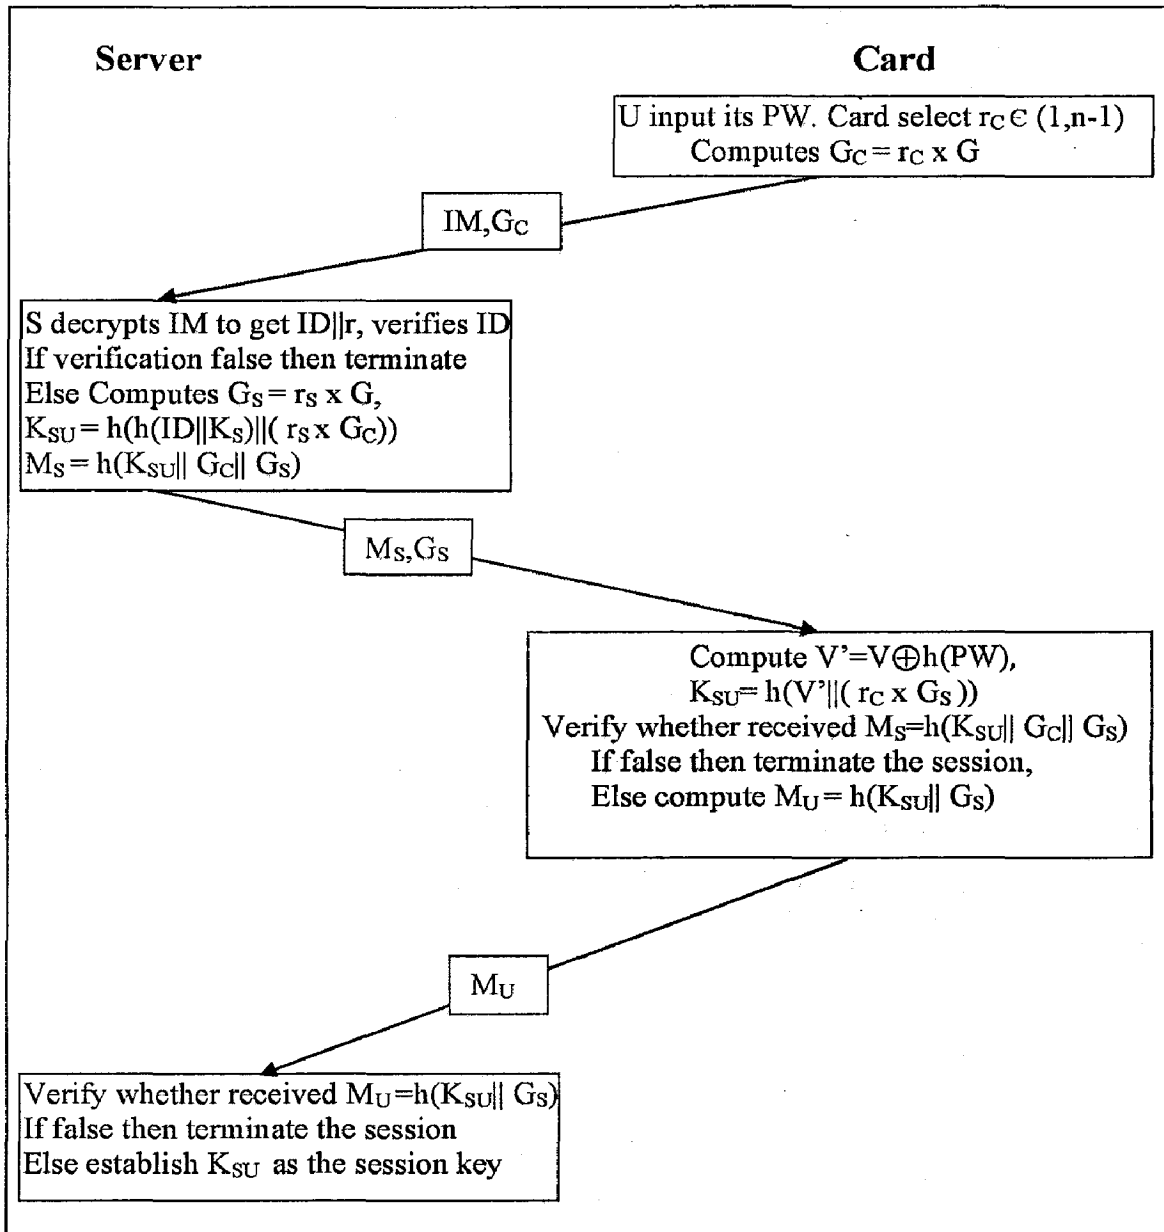 Server
Card
U input its PW. Card select r_C ∈ (1,n-1)
Computes G_C = r_C x G
IM,G_C
S decrypts IM to get ID||r, verifies ID
If verification false then terminate
Else Computes G_S = r_S x G,
K_SU = h(h(ID||K_S)||( r_S x G_C))
M_S = h(K_SU|| G_C|| G_S)
M_S,G_S
Compute V’=V⊕h(PW),
K_SU= h(V’||( r_C x G_S ))
Verify whether received M_S=h(K_SU|| G_C|| G_S)
If false then terminate the session,
Else compute M_U = h(K_SU|| G_S)
M_U
Verify whether received M_U=h(K_SU|| G_S)
If false then terminate the session
Else establish K_SU as the session key